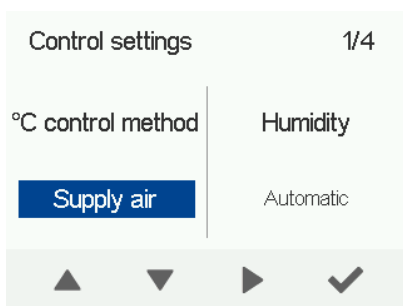 Control settings 1/4
°C control method Humidity
Supply air Automatic